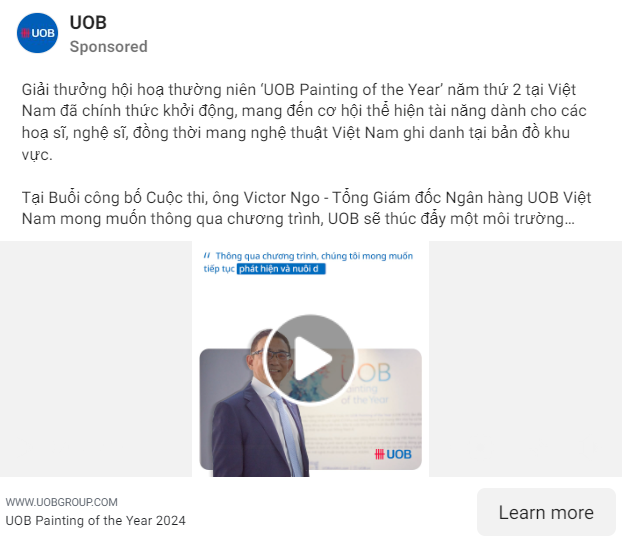 UOB
UOB
Sponsored
Giải thưởng hội hoạ thường niên ‘UOB Painting of the Year’ năm thứ 2 tại Việt
Nam đã chính thức khởi động, mang đến cơ hội thể hiện tài năng dành cho các
hoạ sĩ, nghệ sĩ, đồng thời mang nghệ thuật Việt Nam ghi danh tại bản đồ khu
vực.
Tại Buổi công bố Cuộc thi, ông Victor Ngo - Tổng Giám đốc Ngân hàng UOB Việt
Nam mong muốn thông qua chương trình, UOB sẽ thúc đẩy một môi trường…
“ Thông qua chương trình, chúng tôi mong muốn
tiếp tục phát hiện và nuôi d
UOB
Painting
of the Year
UOB
WWW.UOBGROUP.COM
UOB Painting of the Year 2024
Learn more